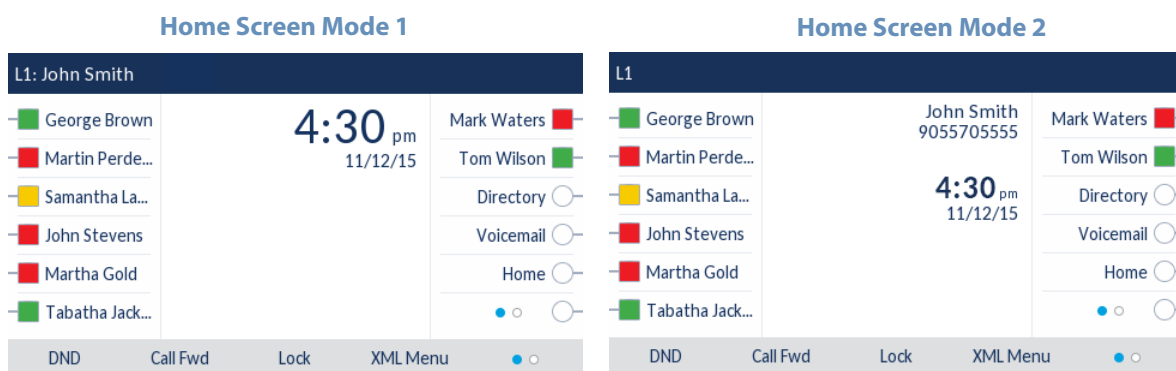 Home Screen Mode 1
L1: John Smith
George Brown
Martin Perde...
Samantha La...
John Stevens
Martha Gold
Tabatha Jack...
4:30 pm
11/12/15
Mark Waters
Tom Wilson
Directory
Voicemail
Home
DND Call Fwd Lock XML Menu
Home Screen Mode 2
L1
George Brown
Martin Perde...
Samantha La...
John Stevens
Martha Gold
Tabatha Jack...
John Smith
9055705555
4:30 pm
11/12/15
Mark Waters
Tom Wilson
Directory
Voicemail
Home
DND Call Fwd Lock XML Menu